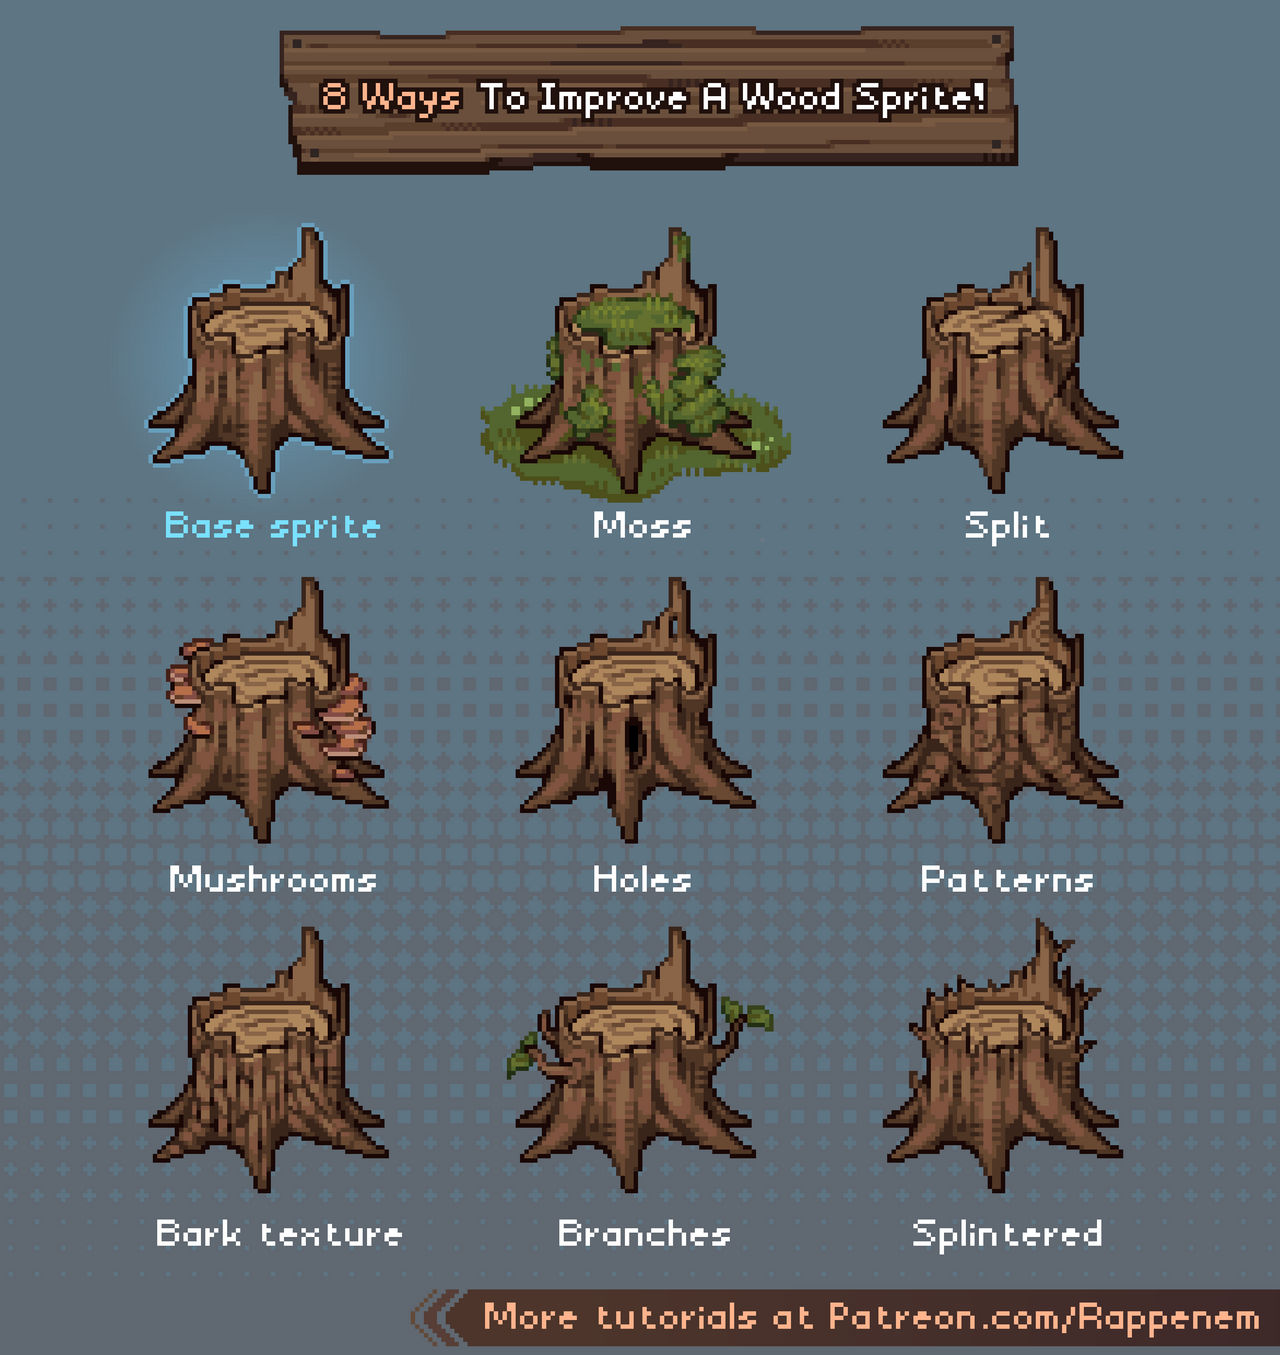 8 Ways To Improve A Wood Sprite!
Base sprite
Moss
Split
Mushrooms
Holes
Patterns
Bark texture
Branches
Splintered
More tutorials at Patreon.com/Rappenem